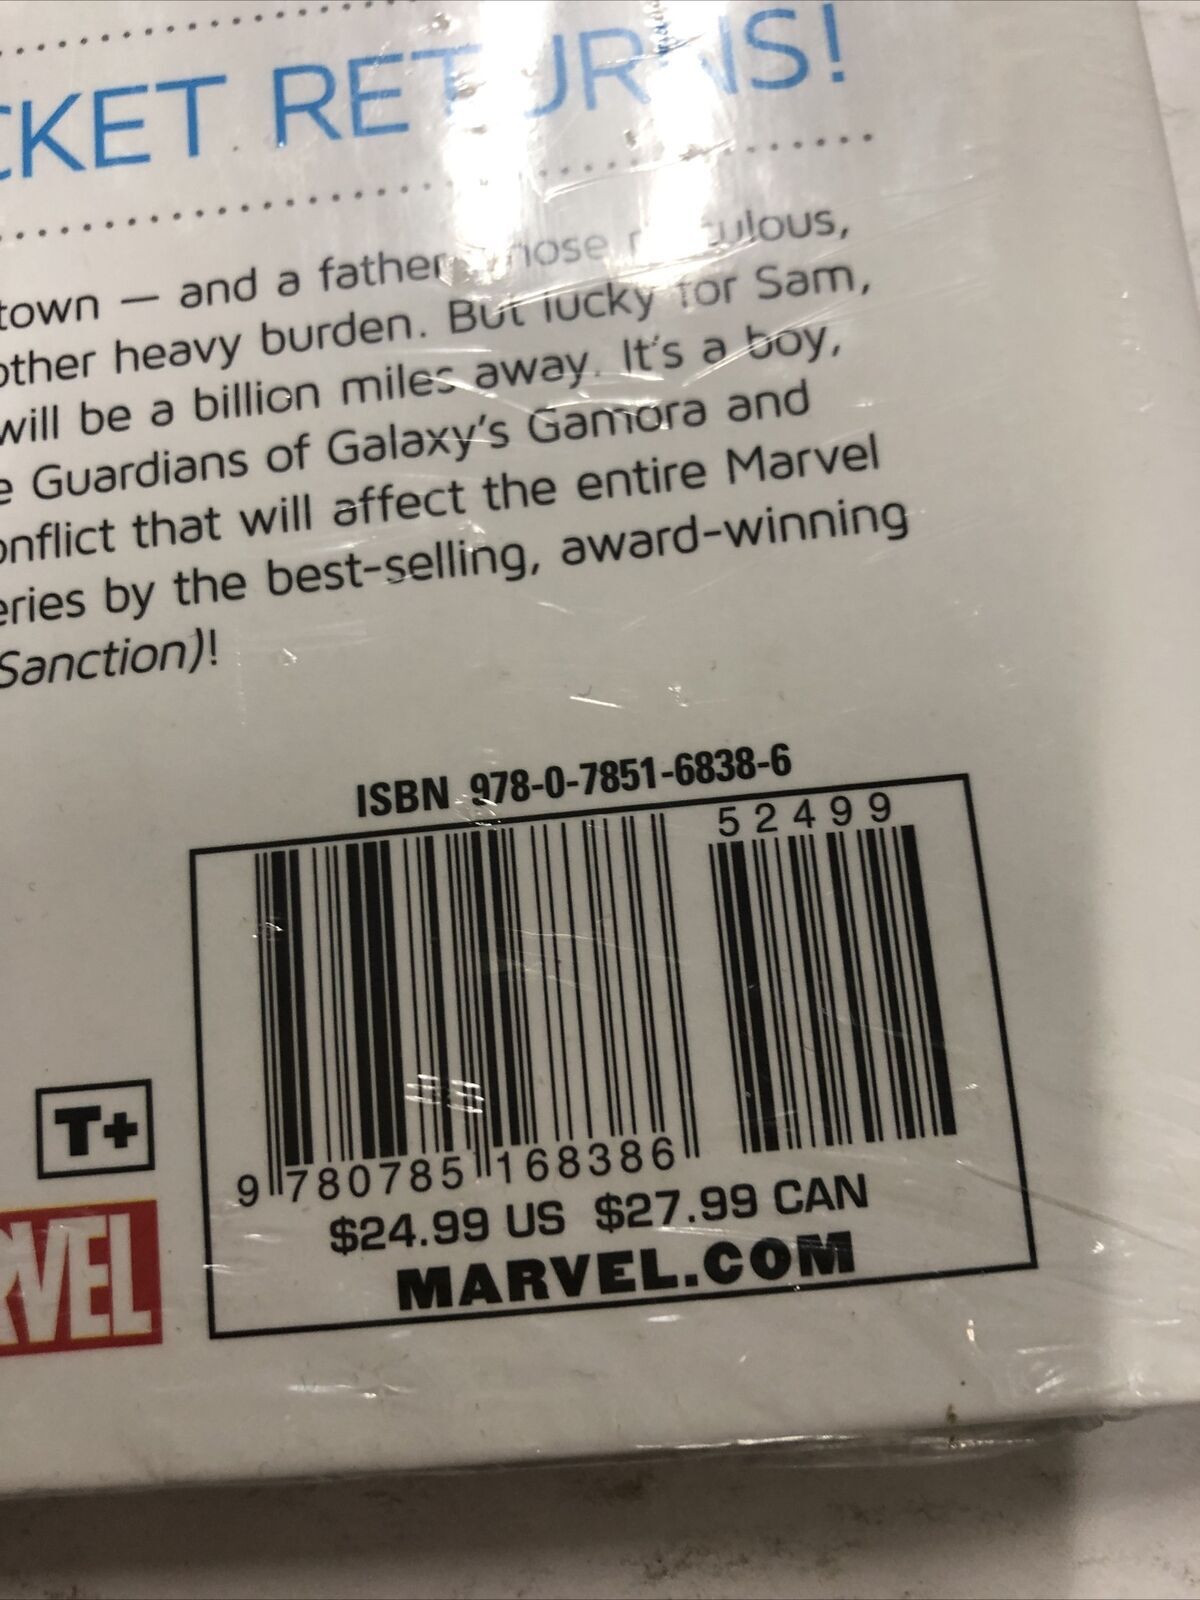 CKET RETURNS!
town — and a father
other heavy burden. But lucky for Sam,
will be a billion miles away. It's a boy,
e Guardians of Galaxy's Gamora and
onflict that will affect the entire Marvel
eries by the best-selling, award-winning
Sanction)!
ISBN 978-0-7851-6838-6
52499
9 780785 168386
$24.99 US $27.99 CAN
MARVEL.COM
T+
RVEL